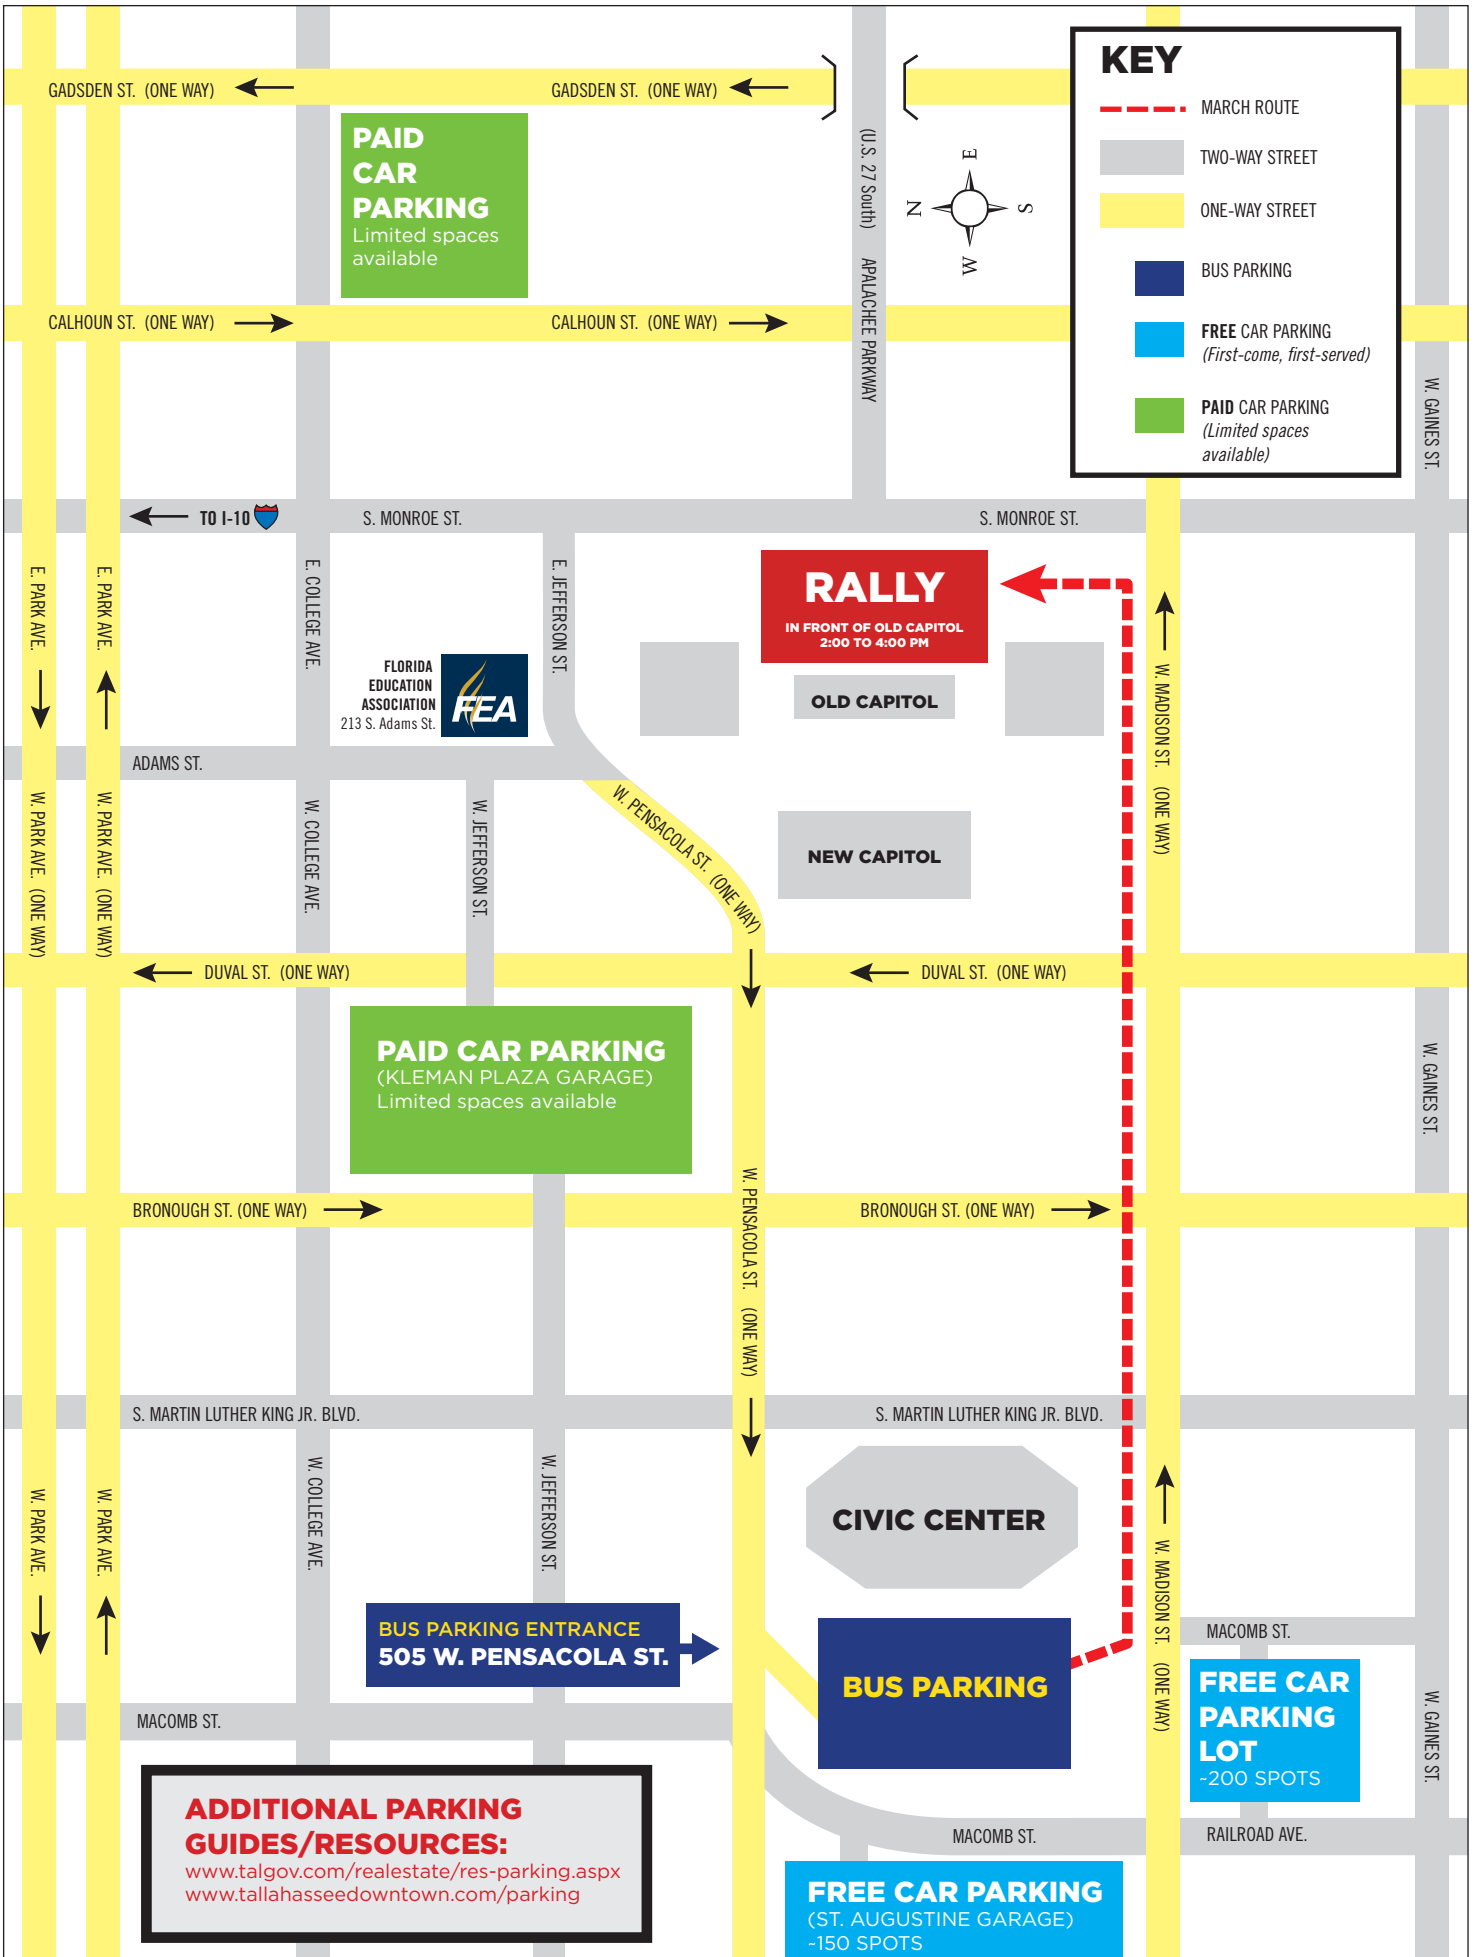 GADSDEN ST. (ONE WAY)
GADSDEN ST. (ONE WAY)
KEY
MARCH ROUTE
TWO-WAY STREET
ONE-WAY STREET
BUS PARKING
FREE CAR PARKING
(First-come, first-served)
PAID CAR PARKING
(Limited spaces
available)
PAID
CAR
PARKING
Limited spaces
available
(U.S. 27 South) APALACHEE PARKWAY
E
N
S
W
CALHOUN ST. (ONE WAY)
CALHOUN ST. (ONE WAY)
W. GAINES ST.
TO I-10
S. MONROE ST.
S. MONROE ST.
E. PARK AVE.
E. PARK AVE.
E. COLLEGE AVE.
E. JEFFERSON ST.
RALLY
IN FRONT OF OLD CAPITOL
2:00 TO 4:00 PM
FLORIDA
EDUCATION
ASSOCIATION
213 S. Adams St.
FEA
OLD CAPITOL
W. MADISON ST. (ONE WAY)
ADAMS ST.
W. PARK AVE. (ONE WAY)
W. PARK AVE. (ONE WAY)
W. COLLEGE AVE.
W. JEFFERSON ST.
W. PENSACOLA ST. (ONE WAY)
NEW CAPITOL
DUVAL ST. (ONE WAY)
DUVAL ST. (ONE WAY)
PAID CAR PARKING
(KLEMAN PLAZA GARAGE)
Limited spaces available
W. GAINES ST.
W. PENSACOLA ST. (ONE WAY)
BRONOUGH ST. (ONE WAY)
BRONOUGH ST. (ONE WAY)
S. MARTIN LUTHER KING JR. BLVD.
S. MARTIN LUTHER KING JR. BLVD.
W. PARK AVE.
W. PARK AVE.
W. COLLEGE AVE.
W. JEFFERSON ST.
CIVIC CENTER
W. MADISON ST. (ONE WAY)
BUS PARKING ENTRANCE
505 W. PENSACOLA ST.
BUS PARKING
MACOMB ST.
FREE CAR
PARKING
LOT
~200 SPOTS
W. GAINES ST.
MACOMB ST.
ADDITIONAL PARKING
GUIDES/RESOURCES:
www.talgov.com/realestate/res-parking.aspx
www.tallahasseedowntown.com/parking
MACOMB ST.
RAILROAD AVE.
FREE CAR PARKING
(ST. AUGUSTINE GARAGE)
~150 SPOTS